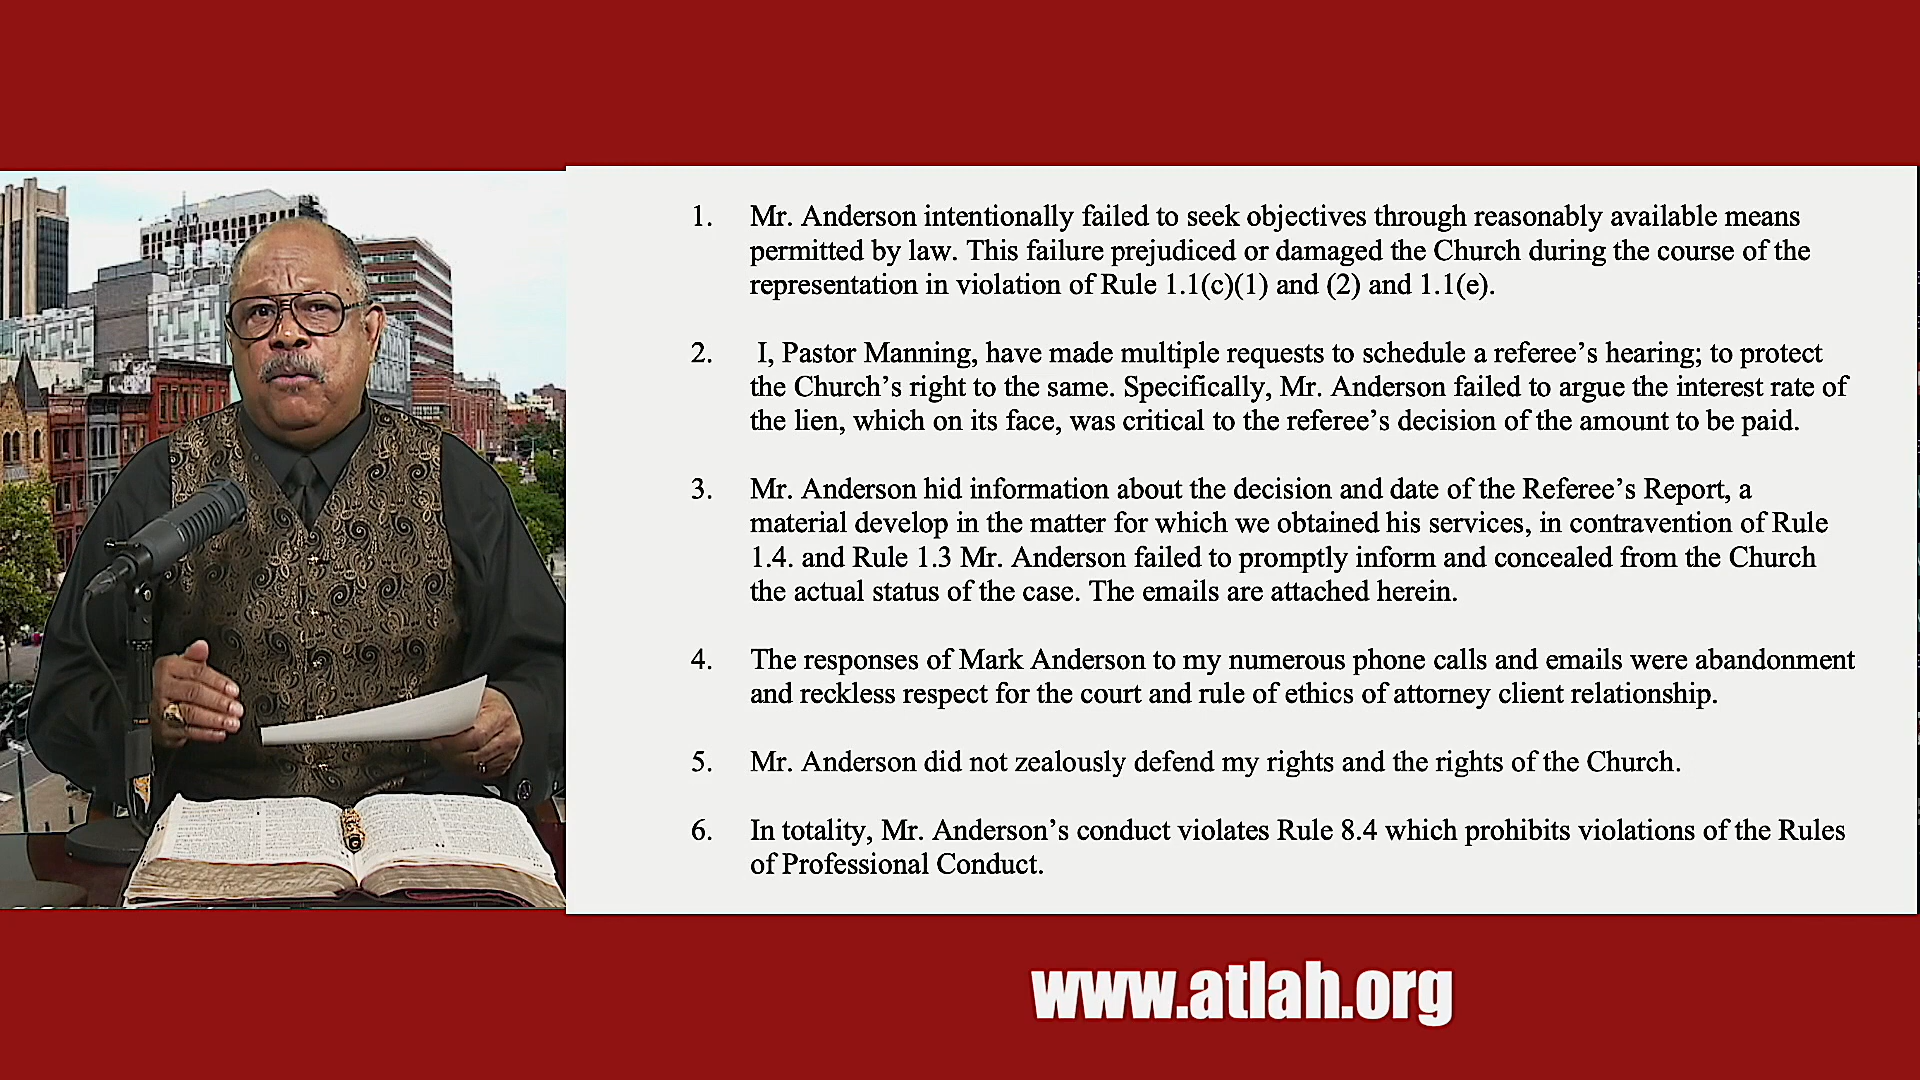 1. Mr. Anderson intentionally failed to seek objectives through reasonably available means
permitted by law. This failure prejudiced or damaged the Church during the course of the
representation in violation of Rule 1.1(c)(1) and (2) and 1.1(e).
2. I, Pastor Manning, have made multiple requests to schedule a referee’s hearing; to protect
the Church’s right to the same. Specifically, Mr. Anderson failed to argue the interest rate of
the lien, which on its face, was critical to the referee’s decision of the amount to be paid.
3. Mr. Anderson hid information about the decision and date of the Referee’s Report, a
material develop in the matter for which we obtained his services, in contravention of Rule
1.4. and Rule 1.3 Mr. Anderson failed to promptly inform and concealed from the Church
the actual status of the case. The emails are attached herein.
4. The responses of Mark Anderson to my numerous phone calls and emails were abandonment
and reckless respect for the court and rule of ethics of attorney client relationship.
5. Mr. Anderson did not zealously defend my rights and the rights of the Church.
6. In totality, Mr. Anderson’s conduct violates Rule 8.4 which prohibits violations of the Rules
of Professional Conduct.
www.atlah.org